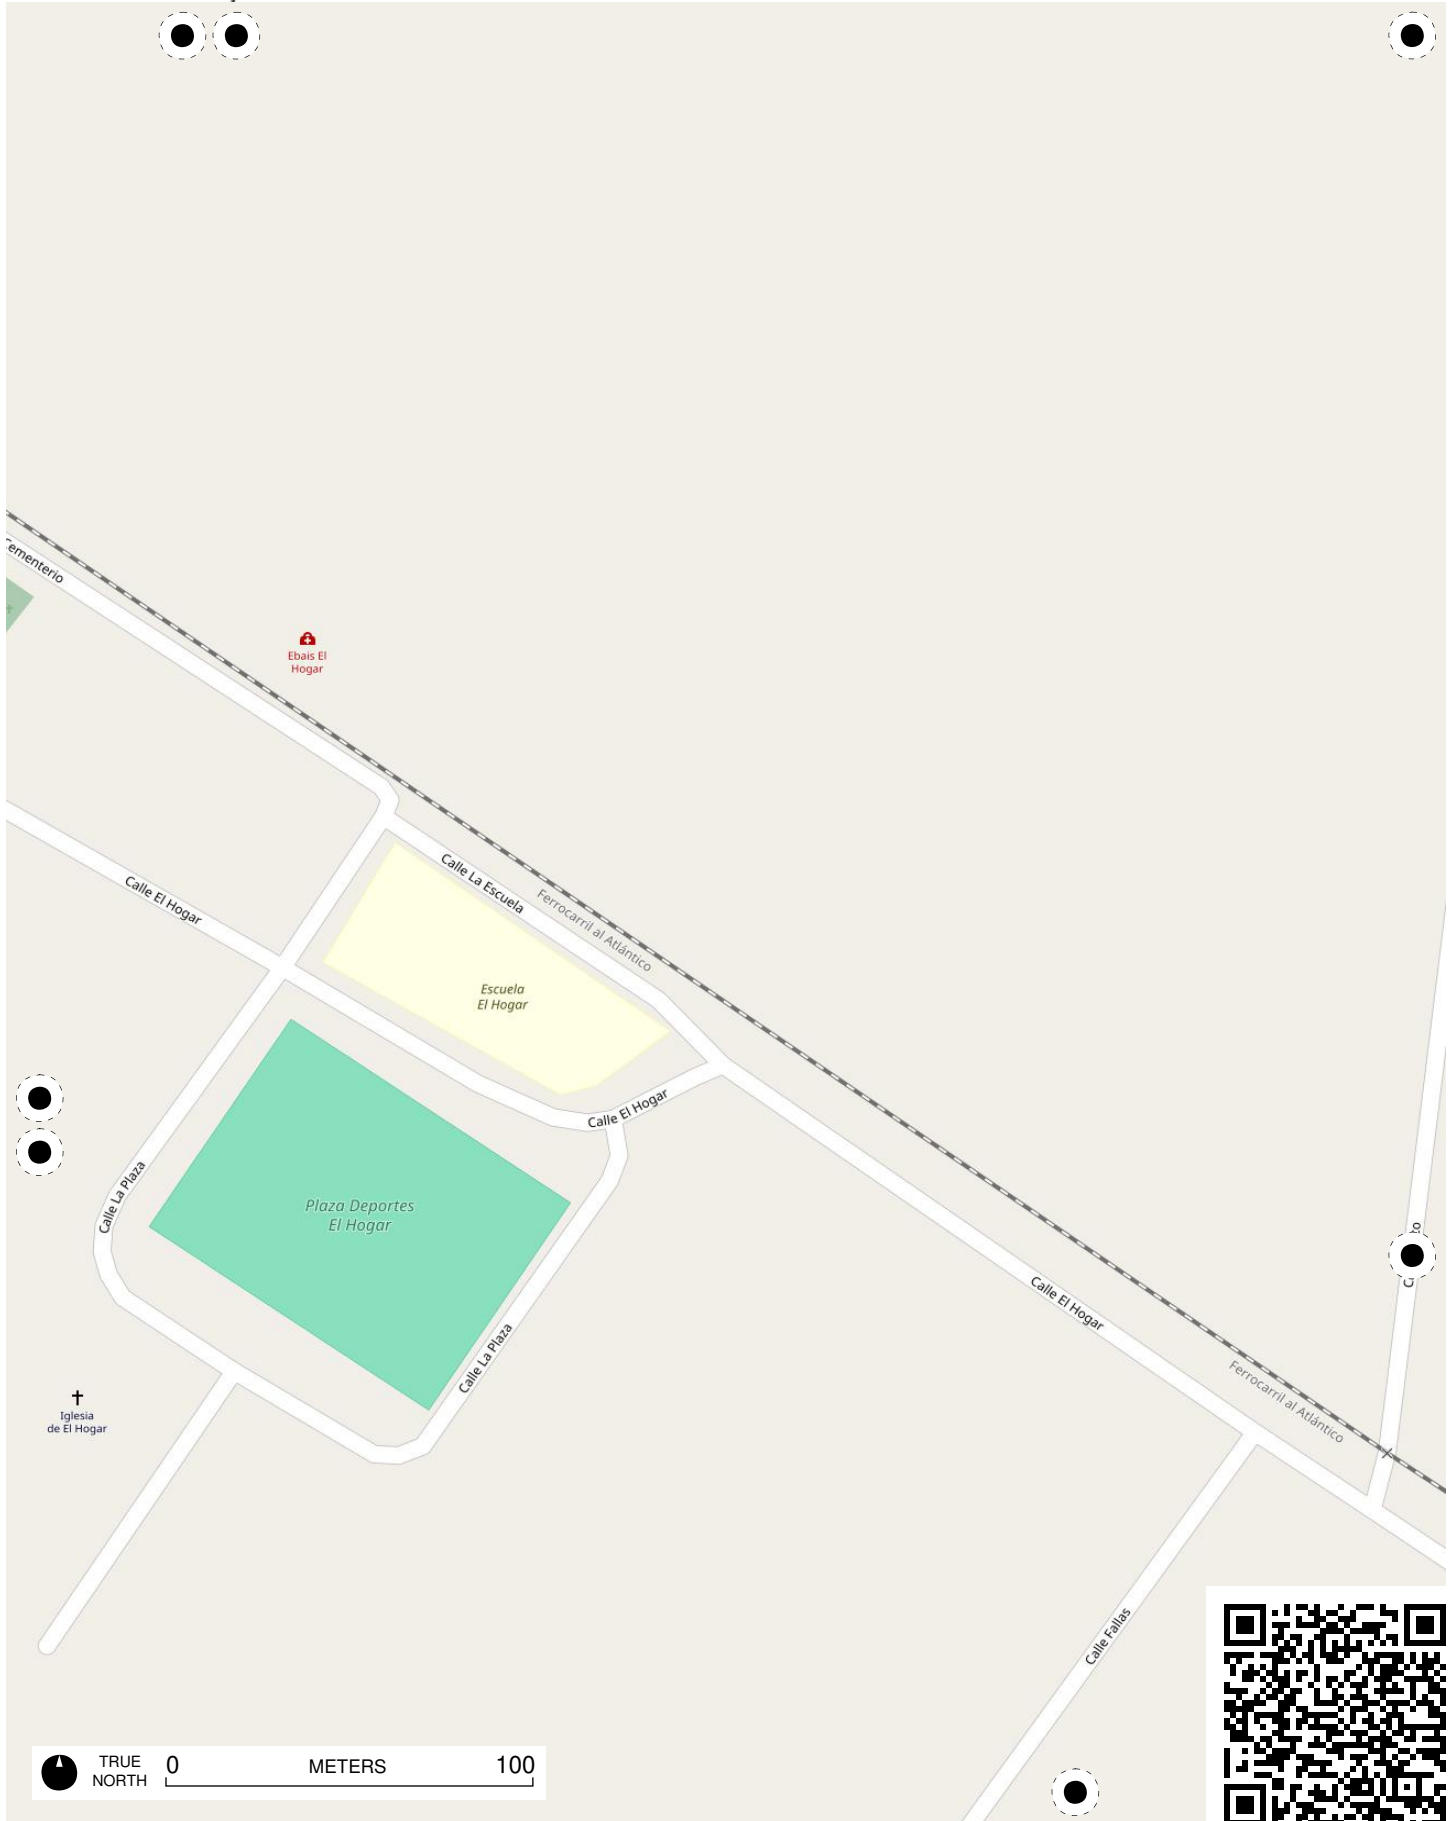 Cementerio
Ebais El
Hogar
Calle La Escuela
Calle El Hogar
Ferrocarril al Atlántico
Escuela
El Hogar
Calle El Hogar
Calle La Plaza
Plaza Deportes
El Hogar
Calle El Hogar
Calle La Plaza
Ferrocarril al Atlántico
Iglesia
de El Hogar
Calle Fallas
TRUE
NORTH
0
METERS
100